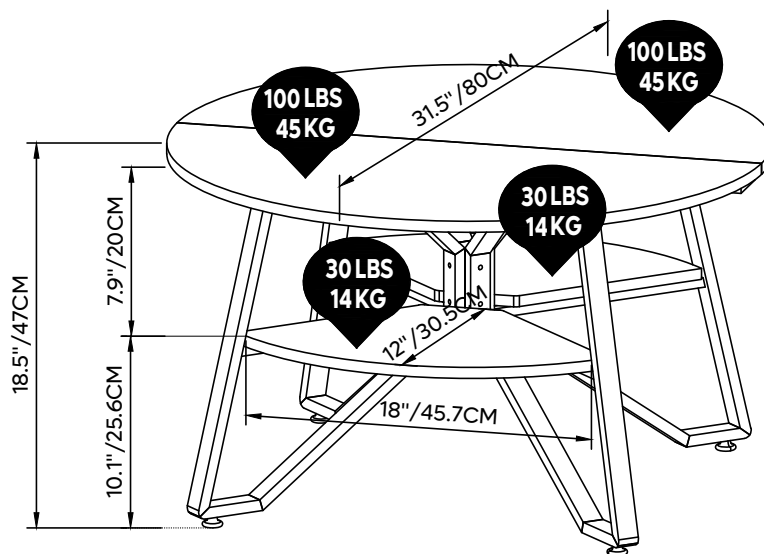 100 LBS
45 KG
31.5"/80CM
100 LBS
45 KG
30 LBS
14 KG
30 LBS
14 KG
7.9"/20CM
18.5"/47CM
12"/30.5CM
18"/45.7CM
10.1"/25.6CM